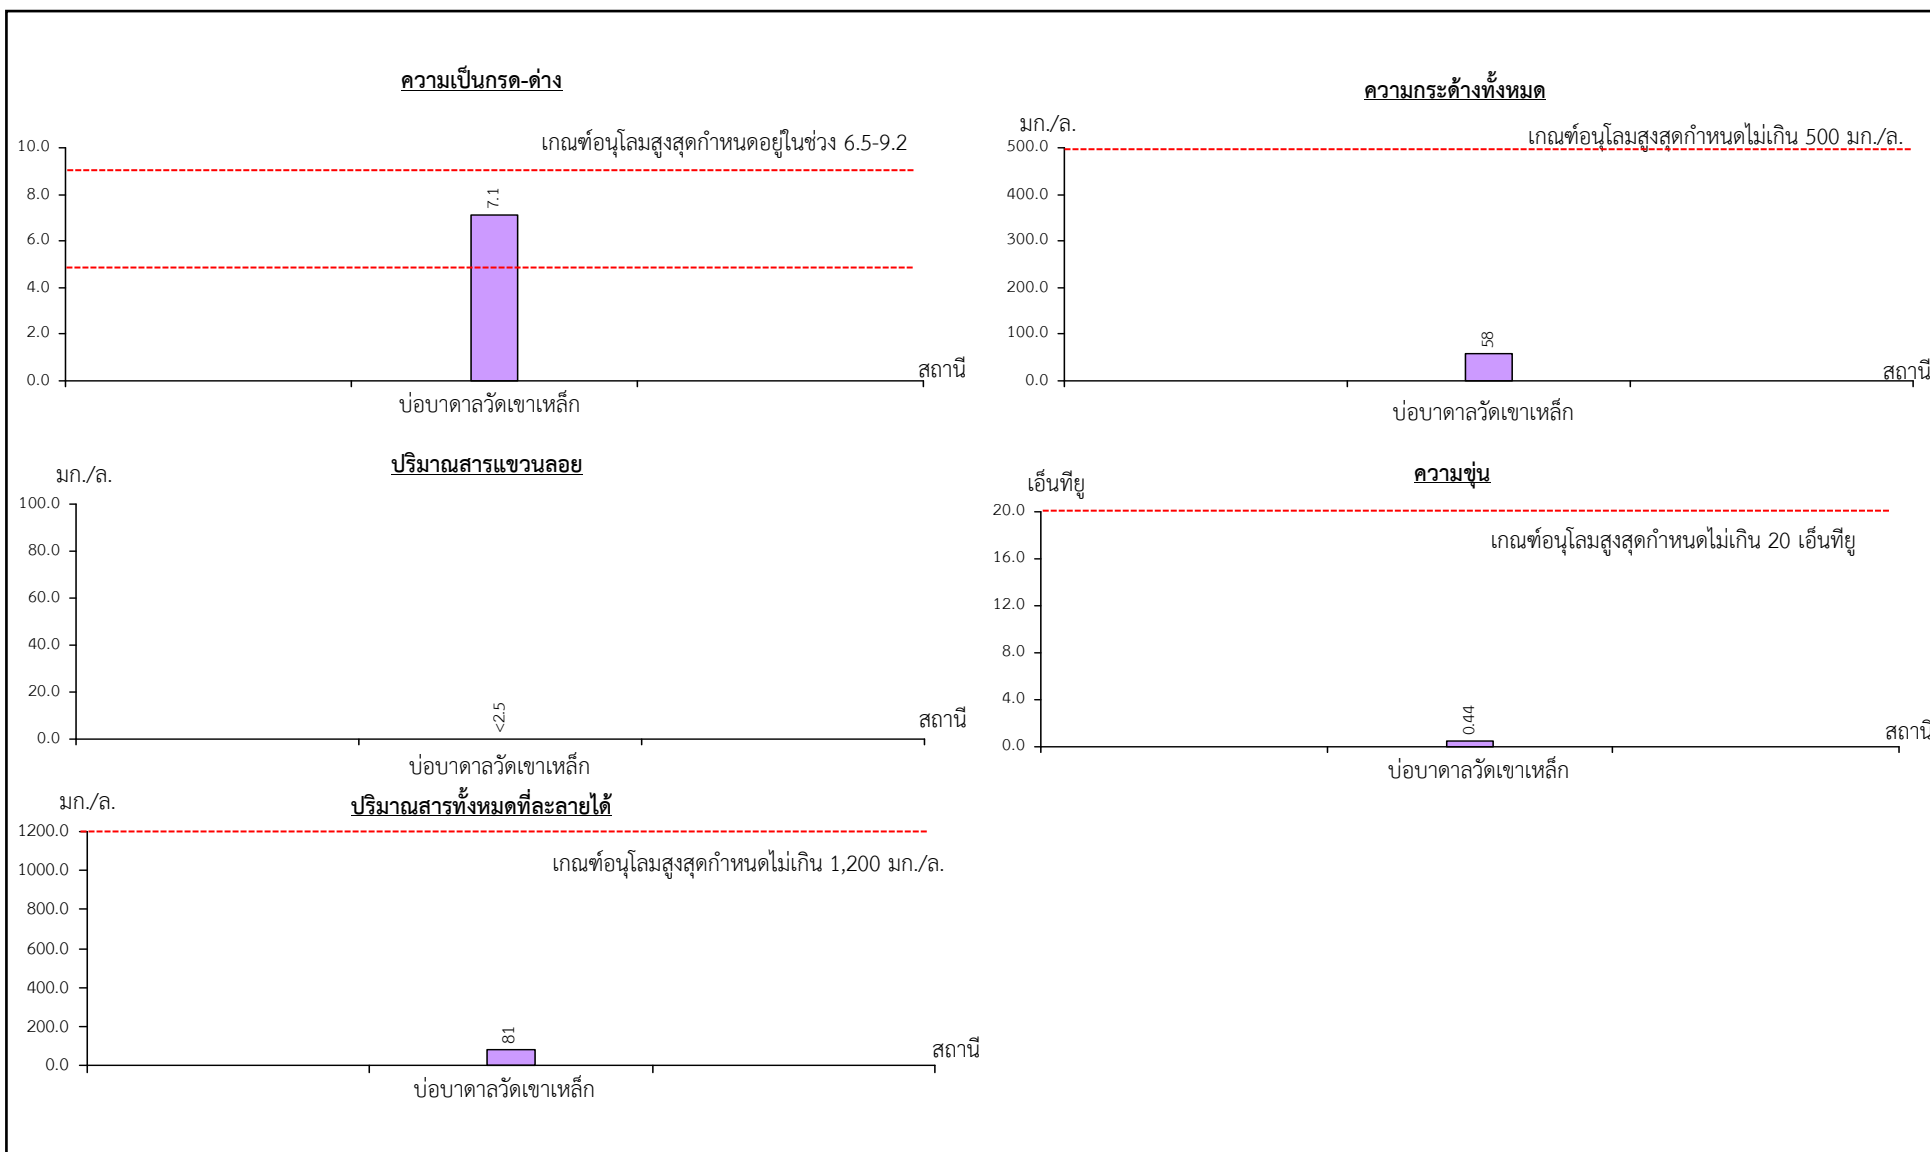 ความเป็นกรด-ด่าง
เกณฑ์อนุโลมสูงสุดกำหนดอยู่ในช่วง 6.5-9.2
10.0
8.0
6.0
4.0
2.0
0.0
7.1
สถานี
บ่อบาดาลวัดเขาเหล็ก
ความกระด้างทั้งหมด
มก./ล.
เกณฑ์อนุโลมสูงสุดกำหนดไม่เกิน 500 มก./ล.
500.0
400.0
300.0
200.0
100.0
0.0
58
สถานี
บ่อบาดาลวัดเขาเหล็ก
ปริมาณสารแขวนลอย
มก./ล.
100.0
80.0
60.0
40.0
20.0
0.0
<2.5
สถานี
บ่อบาดาลวัดเขาเหล็ก
ความขุ่น
เอ็นทียู
20.0
เกณฑ์อนุโลมสูงสุดกำหนดไม่เกิน 20 เอ็นทียู
16.0
12.0
8.0
4.0
0.0
0.44
สถานี
บ่อบาดาลวัดเขาเหล็ก
ปริมาณสารทั้งหมดที่ละลายได้
มก./ล.
1200.0
เกณฑ์อนุโลมสูงสุดกำหนดไม่เกิน 1,200 มก./ล.
1000.0
800.0
600.0
400.0
200.0
0.0
81
สถานี
บ่อบาดาลวัดเขาเหล็ก